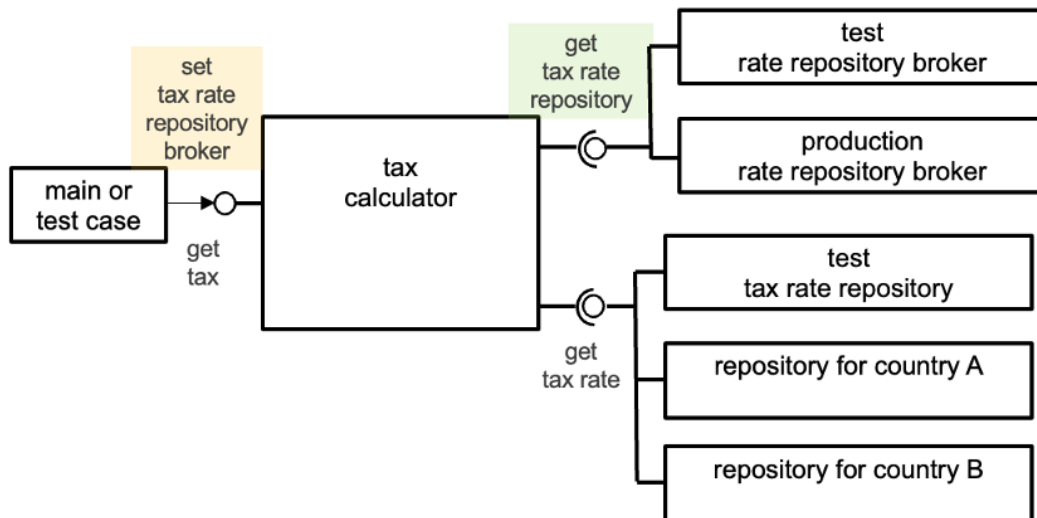 set
tax rate
repository
broker
main or
test case
get
tax
tax
calculator
get
tax rate
repository
test
rate repository broker
production
rate repository broker
get
tax rate
test
tax rate repository
repository for country A
repository for country B